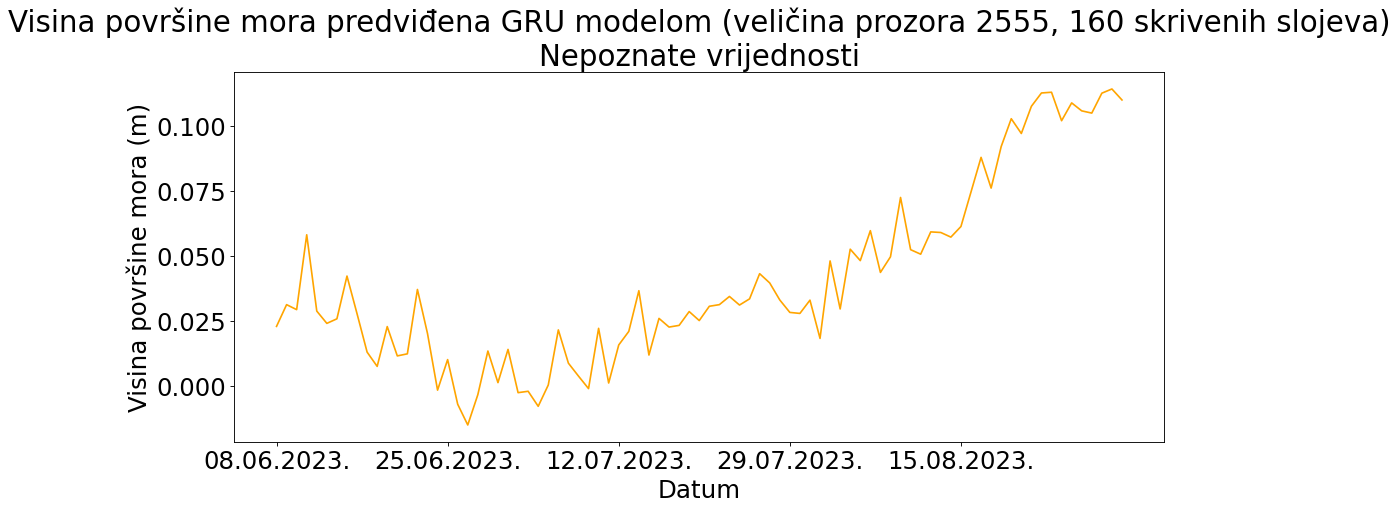 Visina površine mora predviđena GRU modelom (veličina prozora 2555, 160 skrivenih slojeva)
Nepoznate vrijednosti
Visina površine mora (m)
0.100
0.075
0.050
0.025
0.000
08.06.2023. 25.06.2023. 12.07.2023. 29.07.2023. 15.08.2023.
Datum